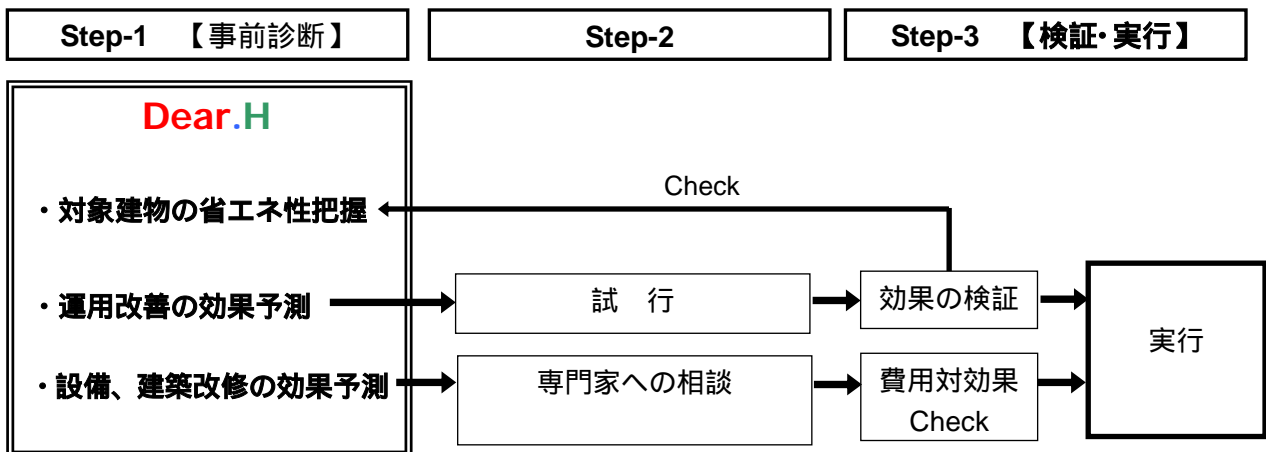 Step-1 【事前診断】
Step-2
Step-3 【検証・実行】
Dear.H
・対象建物の省エネ性把握
Check
・運用改善の効果予測
試 行
効果の検証
実行
・設備、建築改修の効果予測
専門家への相談
費用対効果
Check